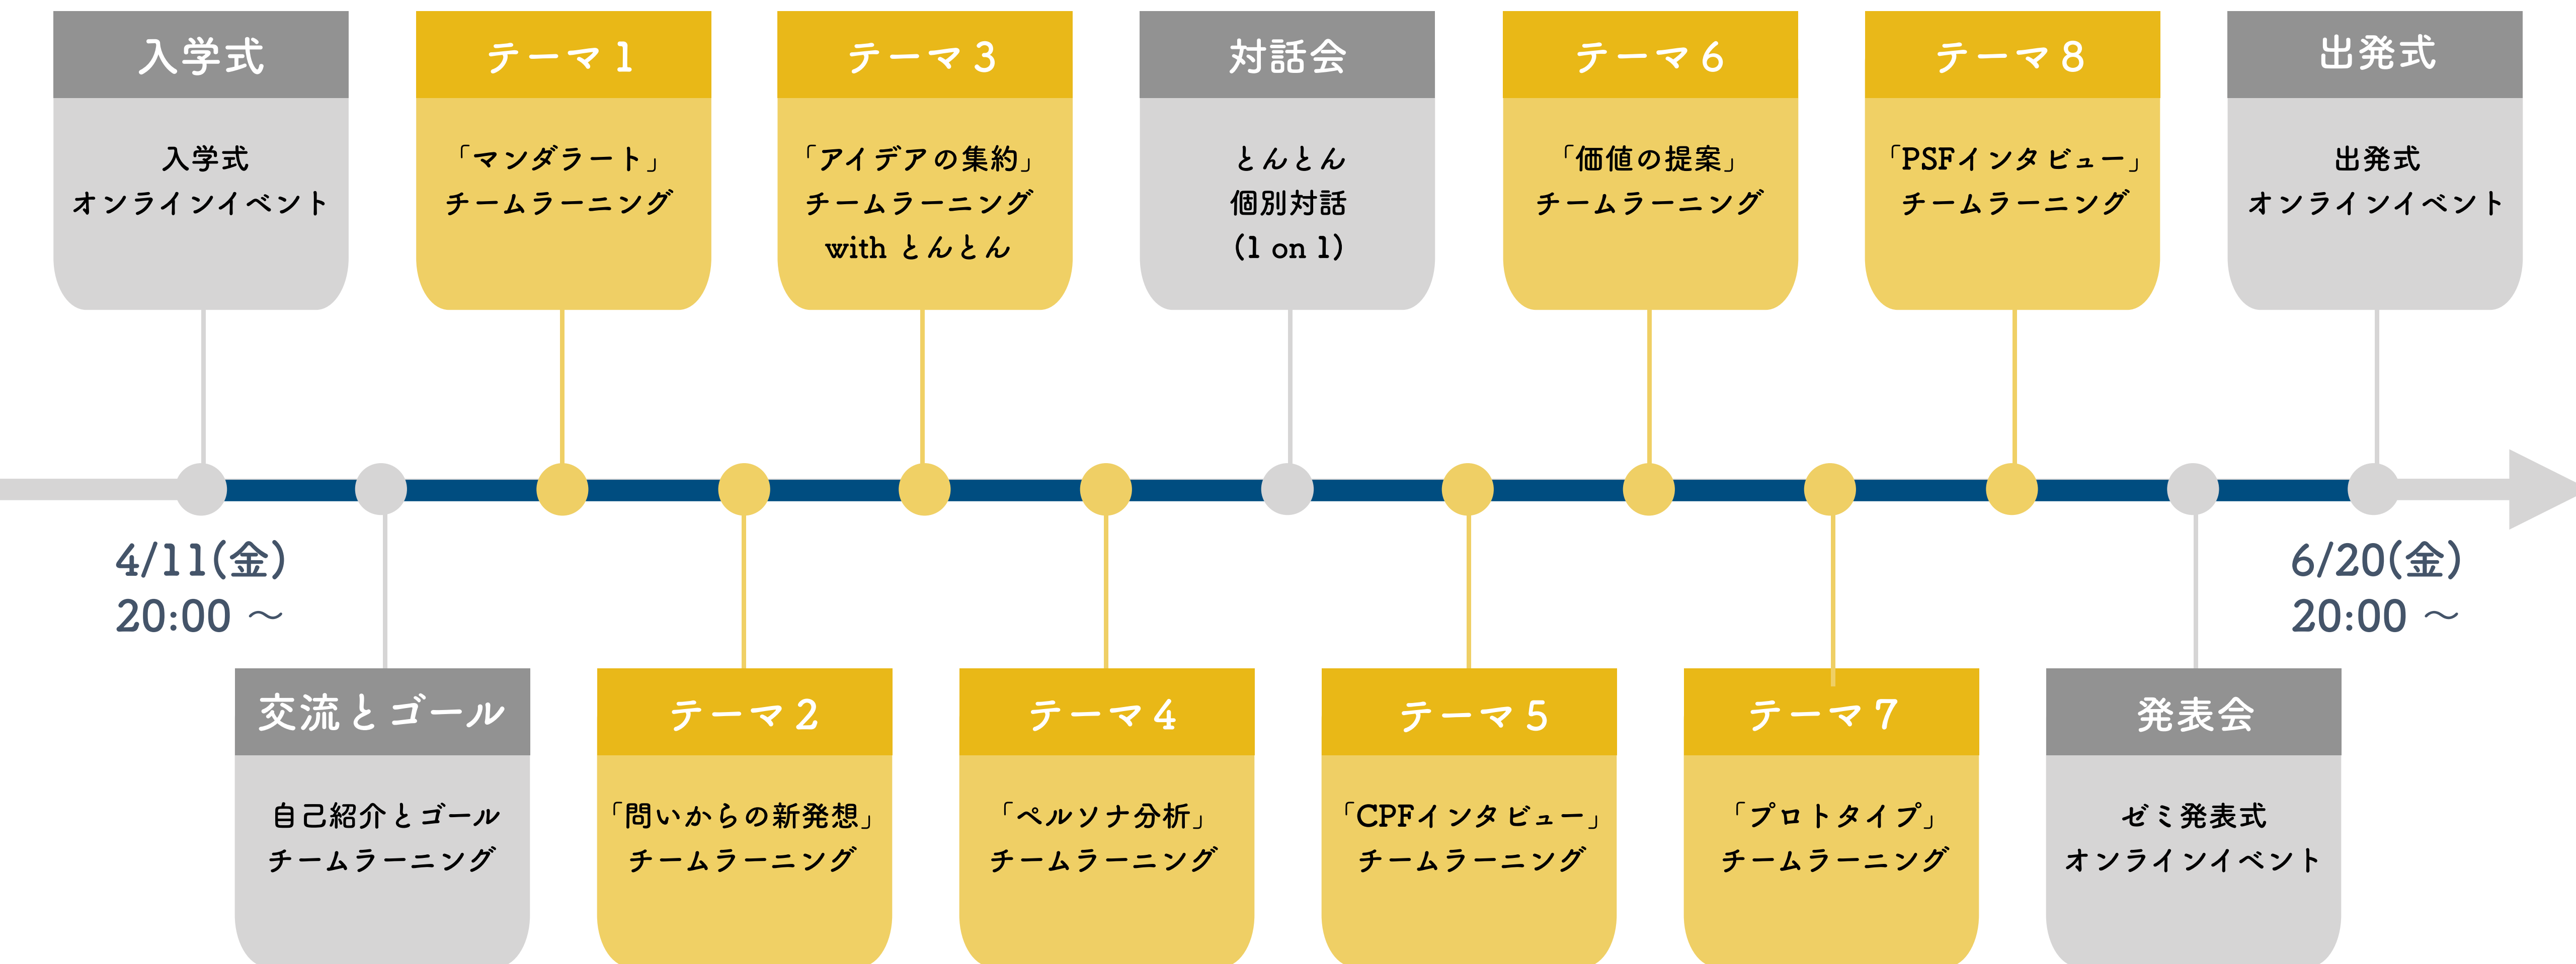 入学式
入学式
オンラインイベント
テーマ 1
「マンダラート」
チームラーニング
テーマ 3
「アイデアの集約」
チームラーニング
with とんとん
対話会
とんとん
個別対話
(1 on 1)
テーマ 6
「価値の提案」
チームラーニング
テーマ 8
「PSFインタビュー」
チームラーニング
出発式
出発式
オンラインイベント
4/11(金)
20:00 ～
6/20(金)
20:00 ～
交流とゴール
自己紹介とゴール
チームラーニング
テーマ 2
「問いからの新発想」
チームラーニング
テーマ 4
「ペルソナ分析」
チームラーニング
テーマ 5
「CPFインタビュー」
チームラーニング
テーマ 7
「プロトタイプ」
チームラーニング
発表会
ゼミ発表式
オンラインイベント